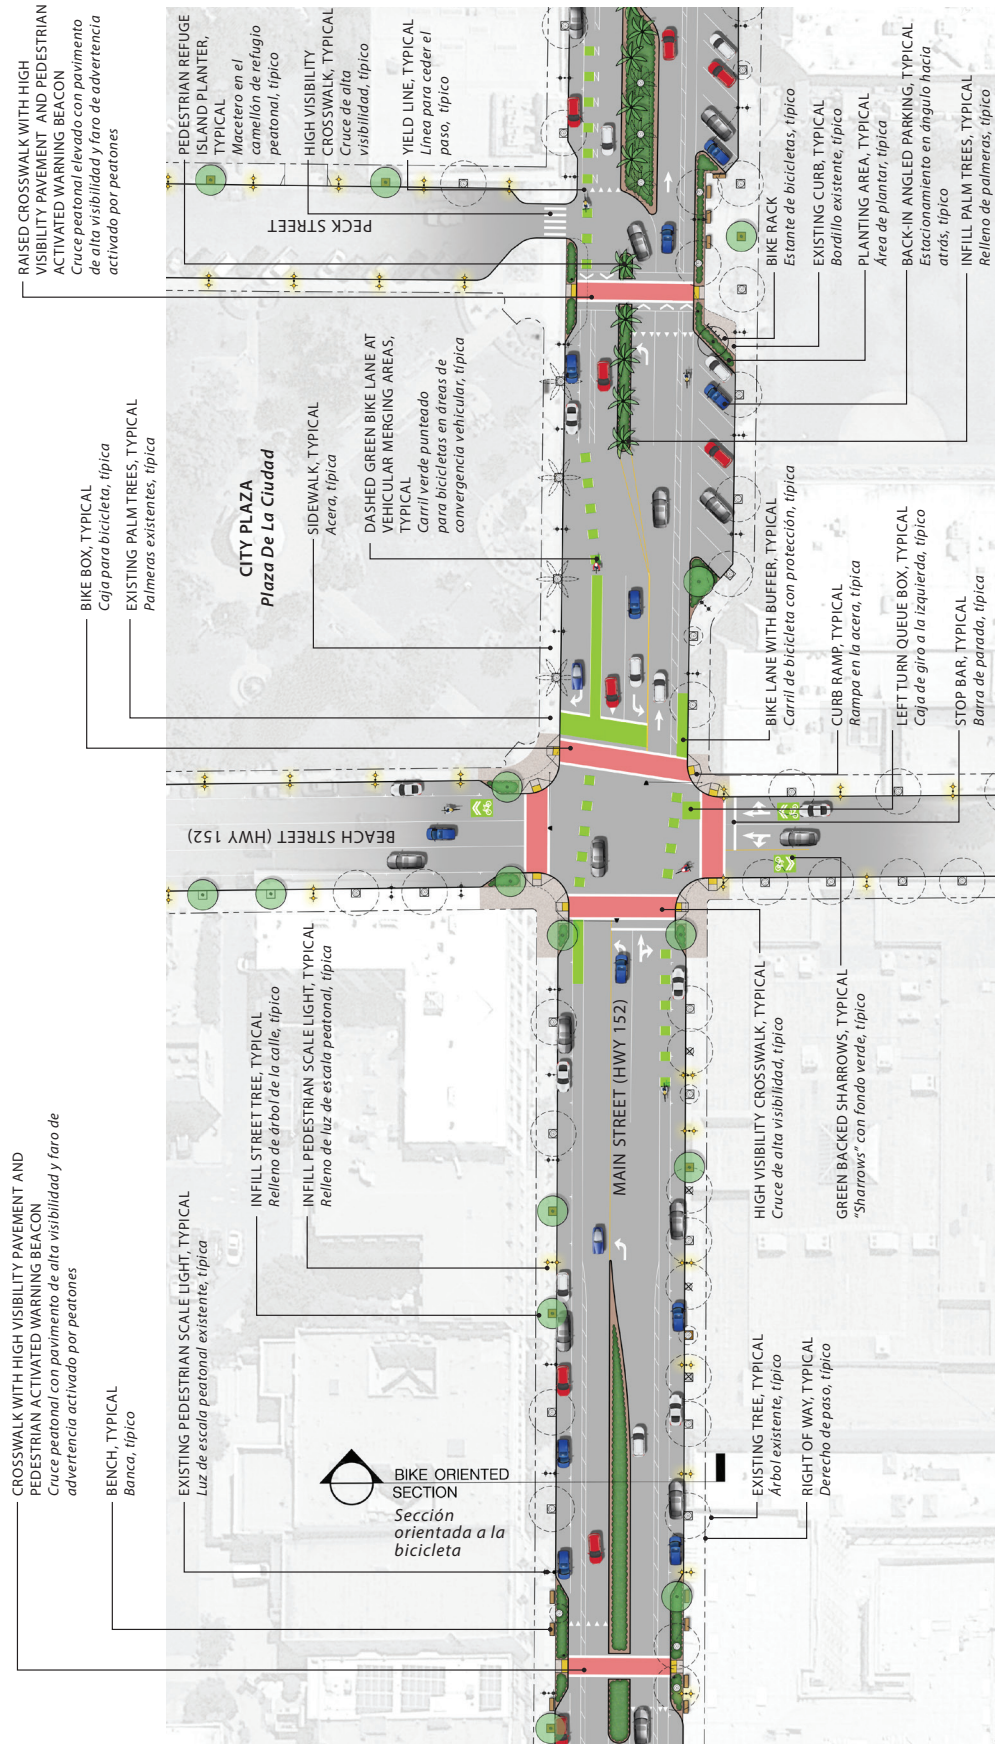 CROSSWALK WITH HIGH VISIBILITY PAVEMENT AND
PEDESTRIAN ACTIVATED WARNING BEACON
Cruce peatonal con pavimento de alta visibilidad y faro de
advertencia activado por peatones
BENCH, TYPICAL
Banca, típico
EXISTING PEDESTRIAN SCALE LIGHT, TYPICAL
Luz de escala peatonal existente, típica
INFILL STREET TREE, TYPICAL
Relleno de árbol de la calle, típico
INFILL PEDESTRIAN SCALE LIGHT, TYPICAL
Relleno de luz de escala peatonal, típica
BIKE ORIENTED
SECTION
Sección
orientada a la
bicicleta
BIKE BOX, TYPICAL
Caja para bicicleta, típica
EXISTING PALM TREES, TYPICAL
Palmeras existentes, típica
CITY PLAZA
Plaza De La Ciudad
SIDEWALK, TYPICAL
Acera, típica
DASHED GREEN BIKE LANE AT
VEHICULAR MERGING AREAS,
TYPICAL
Carril verde punteado
para bicicletas en áreas de
convergencia vehicular, típica
RAISED CROSSWALK WITH HIGH
VISIBILITY PAVEMENT AND PEDESTRIAN
ACTIVATED WARNING BEACON
Cruce peatonal elevado con pavimento
de alta visibilidad y faro de advertencia
activado por peatones
PEDESTRIAN REFUGE
ISLAND PLANTER,
TYPICAL
Macetero en el
camellón de refugio
peatonal, típico
HIGH VISIBILITY
CROSSWALK, TYPICAL
Cruce de alta
visibilidad, típico
YIELD LINE, TYPICAL
Línea para ceder el
paso, típico
PECK STREET
BEACH STREET (HWY 152)
MAIN STREET (HWY 152)
EXISTING TREE, TYPICAL
Árbol existente, típico
RIGHT OF WAY, TYPICAL
Derecho de paso, típico
HIGH VISIBILITY CROSSWALK, TYPICAL
Cruce de alta visibilidad, típico
GREEN BACKED SHARROWS, TYPICAL
"Sharrows" con fondo verde, típico
BIKE LANE WITH BUFFER, TYPICAL
Carril de bicicleta con protección, típica
CURB RAMP, TYPICAL
Rampa en la acera, típica
LEFT TURN QUEUE BOX, TYPICAL
Caja de giro a la izquierda, típico
STOP BAR, TYPICAL
Barra de parada, típica
BIKE RACK
Estante de bicicletas, típico
EXISTING CURB, TYPICAL
Bordillo existente, típico
PLANTING AREA, TYPICAL
Área de plantar, típica
BACK-IN ANGLED PARKING, TYPICAL
Estacionamiento en ángulo hacia
atrás, típico
INFILL PALM TREES, TYPICAL
Relleno de palmeras, típico